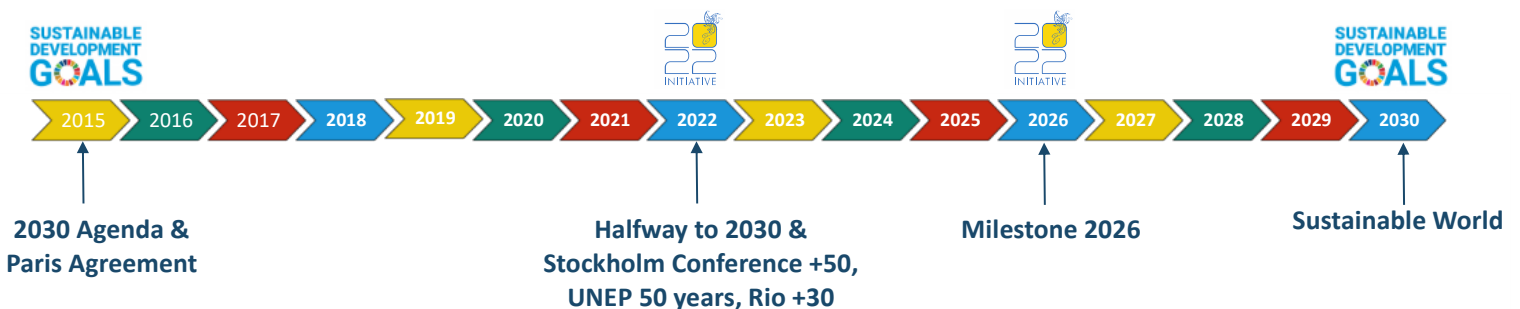 SUSTAINABLE
DEVELOPMENT
GOALS
2022
INITIATIVE
2022
INITIATIVE
SUSTAINABLE
DEVELOPMENT
GOALS
2015 2016 2017 2018 2019 2020 2021 2022 2023 2024 2025 2026 2027 2028 2029 2030
2030 Agenda &
Paris Agreement
Halfway to 2030 &
Stockholm Conference +50,
UNEP 50 years, Rio +30
Milestone 2026
Sustainable World